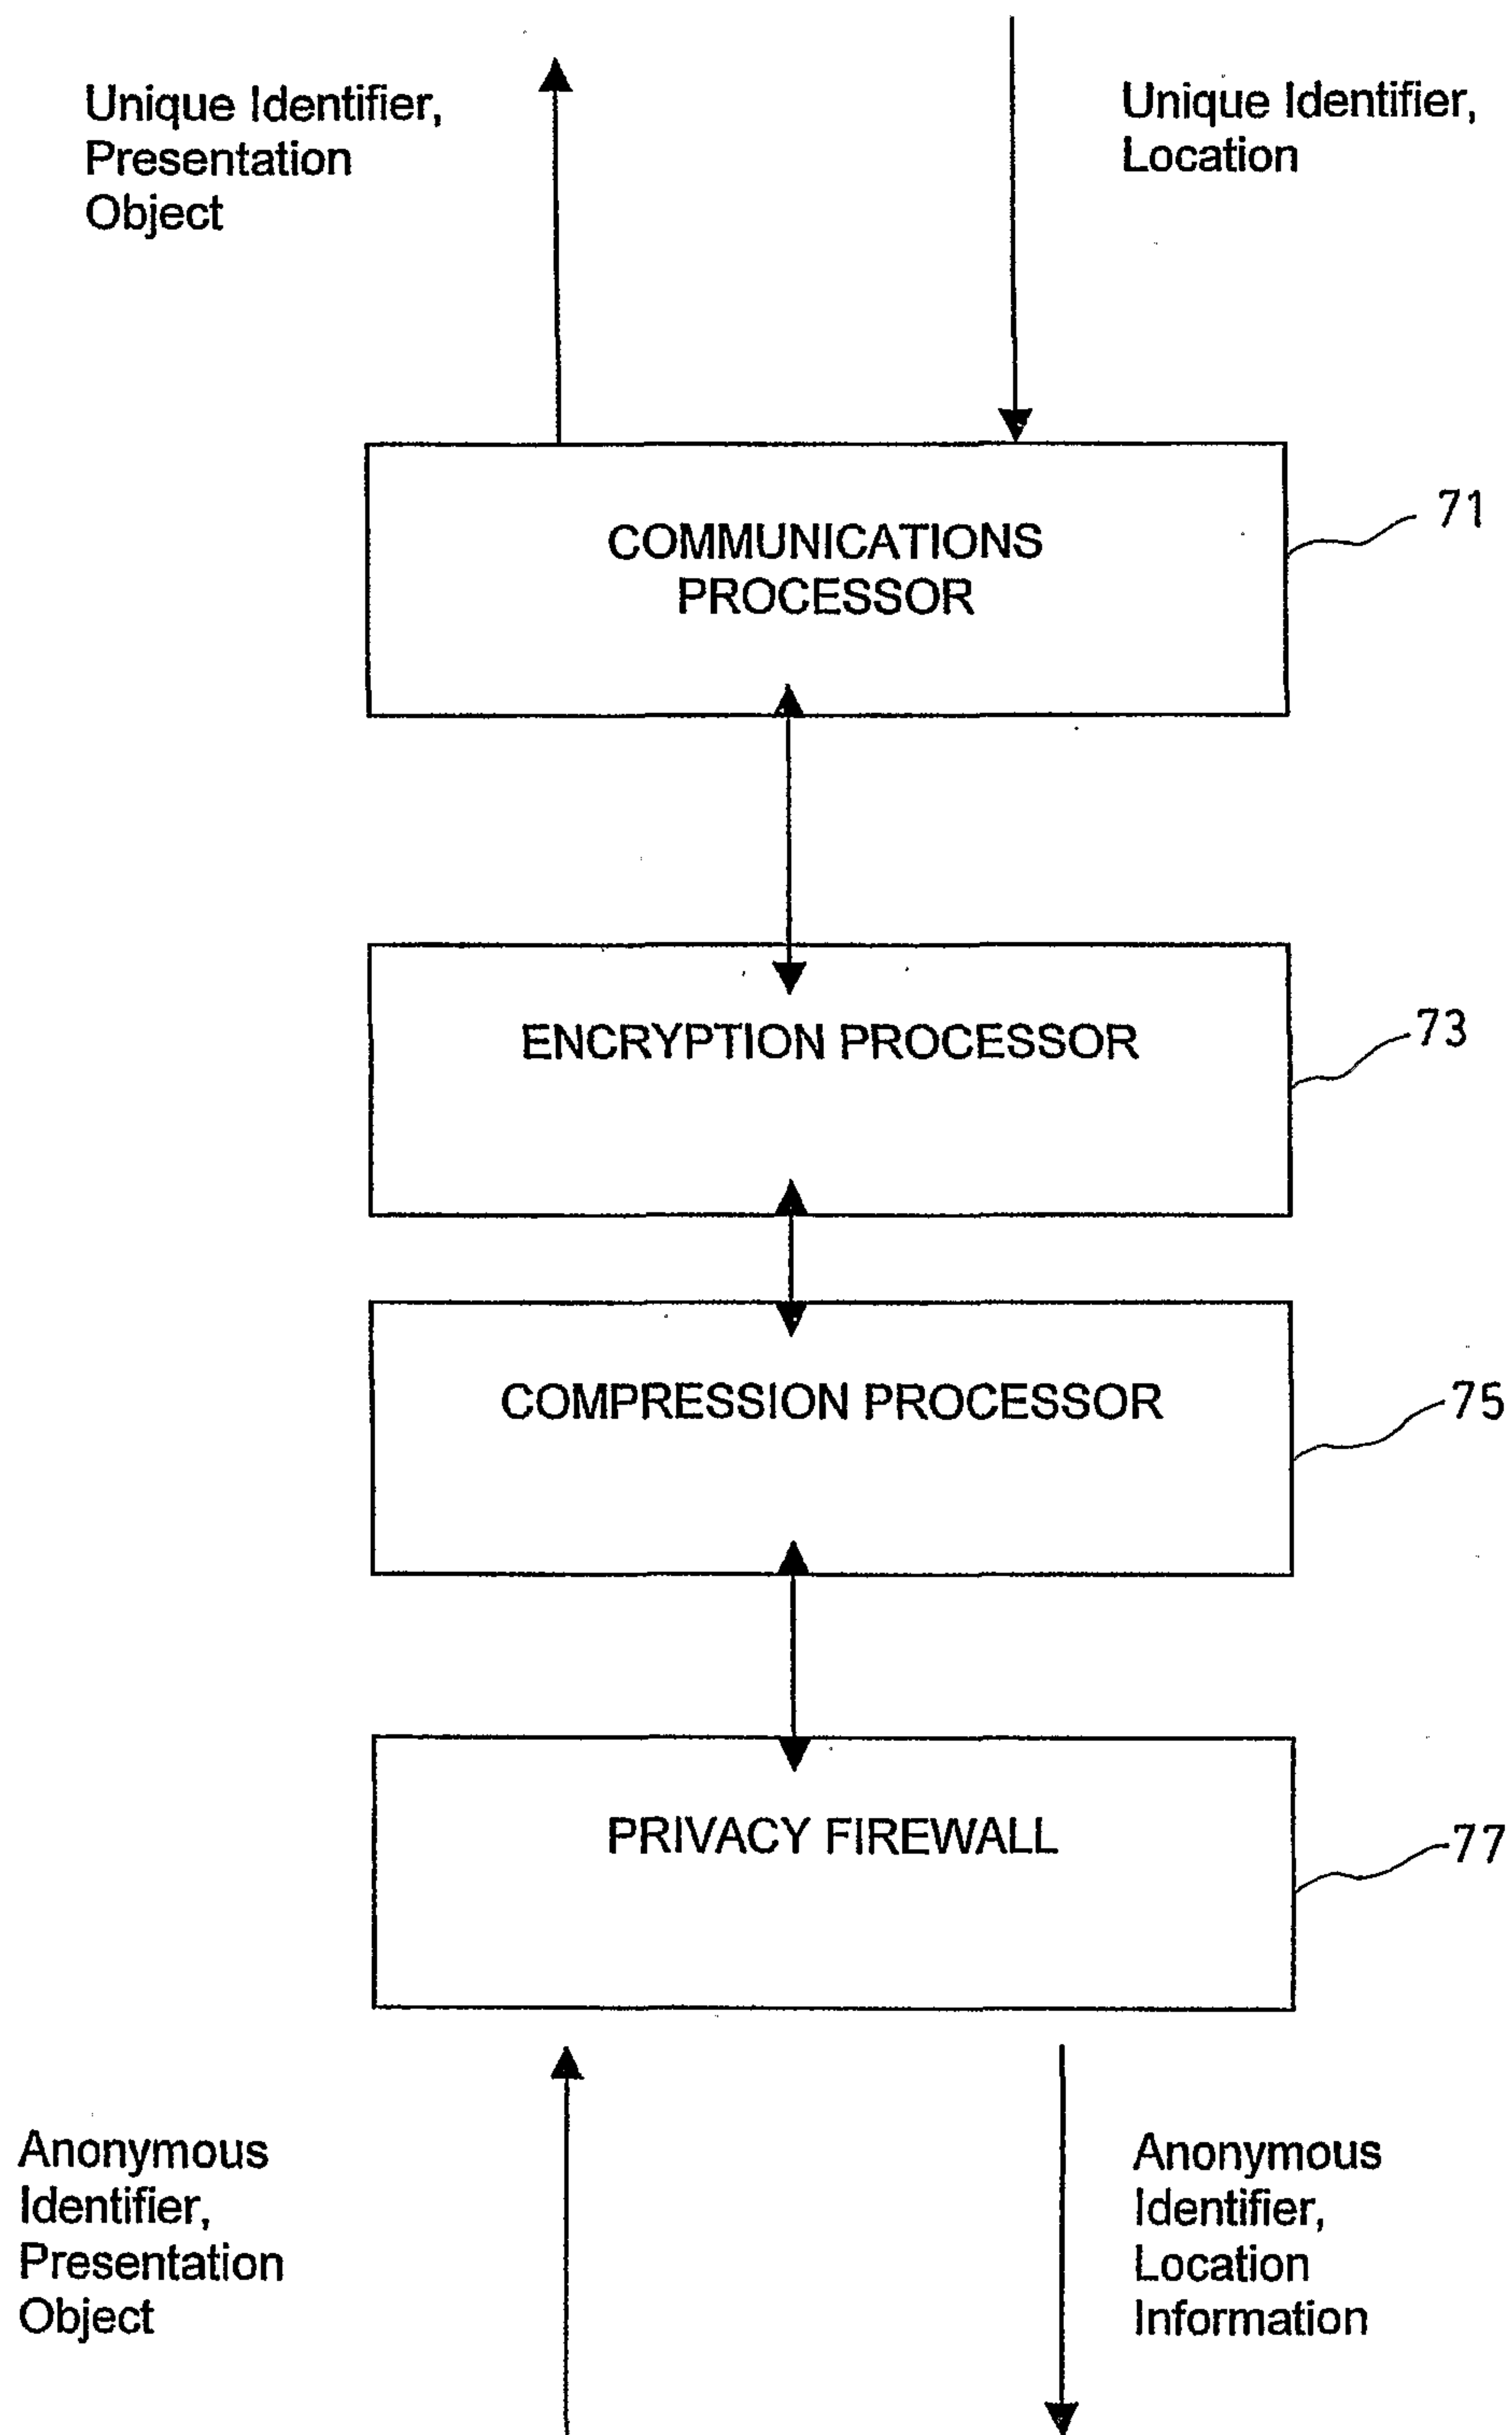 Unique Identifier,
Presentation
Object
Unique Identifier,
Location
COMMUNICATIONS
PROCESSOR
71
ENCRYPTION PROCESSOR
73
COMPRESSION PROCESSOR
75
PRIVACY FIREWALL
77
Anonymous
Identifier,
Presentation
Object
Anonymous
Identifier,
Location
Information